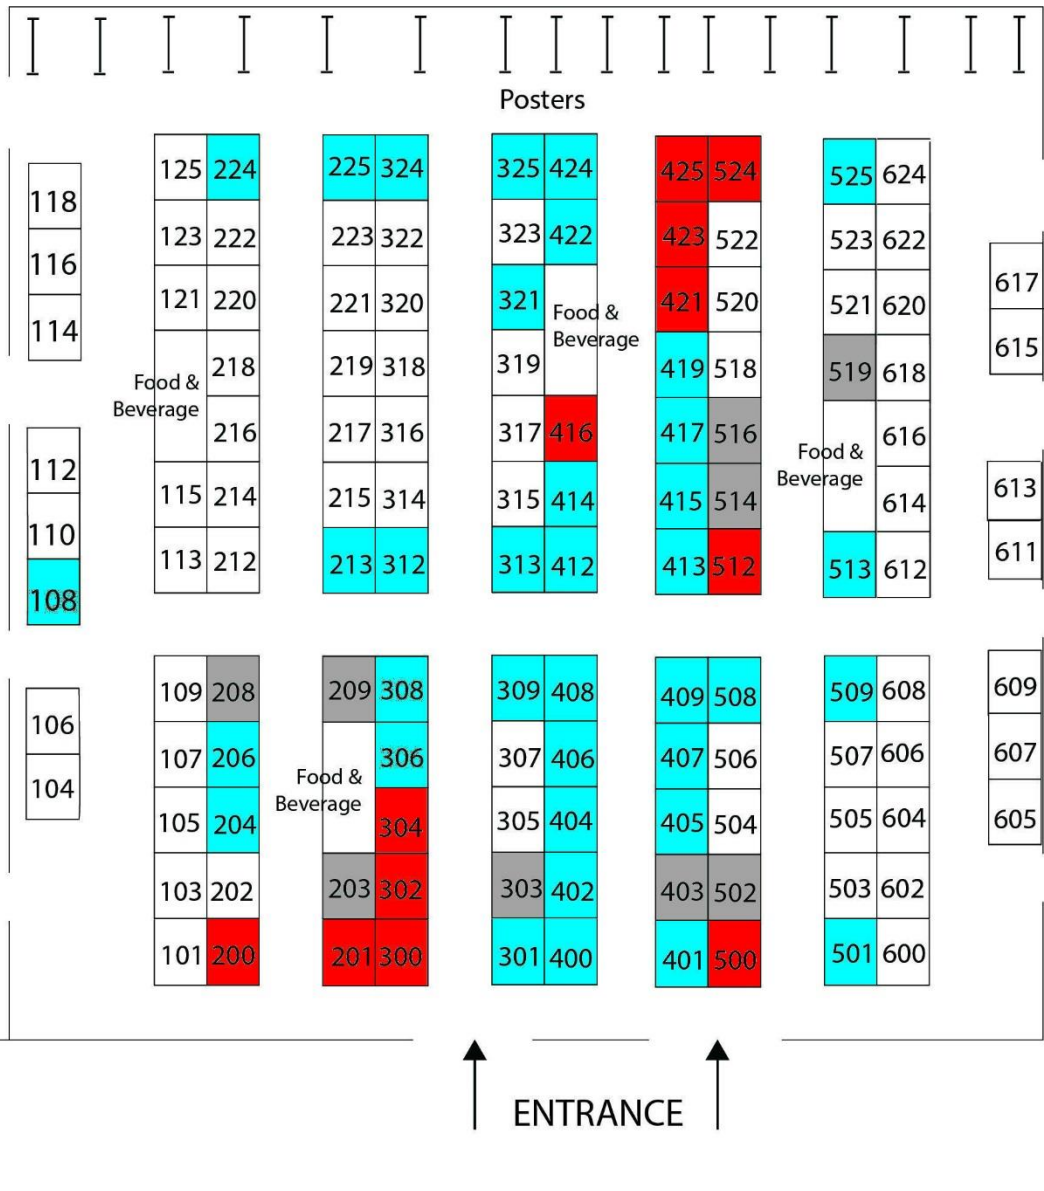 Posters
125 224 225 324 325 424 425 524 525 624
118
123 222 223 322 323 422 423 522 523 622
116
121 220 221 320 321 421 520 521 620 617
Food &
Beverage
114
218 219 318 319 419 518 519 618 615
Food &
Beverage
216 217 316 317 416 417 516 616
Food &
Beverage
112
115 214 215 314 315 414 415 514 614 613
110
113 212 213 312 313 412 413 512 513 612 611
108
109 208 209 308 309 408 409 508 509 608 609
106
107 206 306 307 406 407 506 507 606 607
Food &
Beverage
104
105 204 304 305 404 405 504 505 604 605
103 202 203 302 303 402 403 502 503 602
101 200 201 300 301 400 401 500 501 600
ENTRANCE